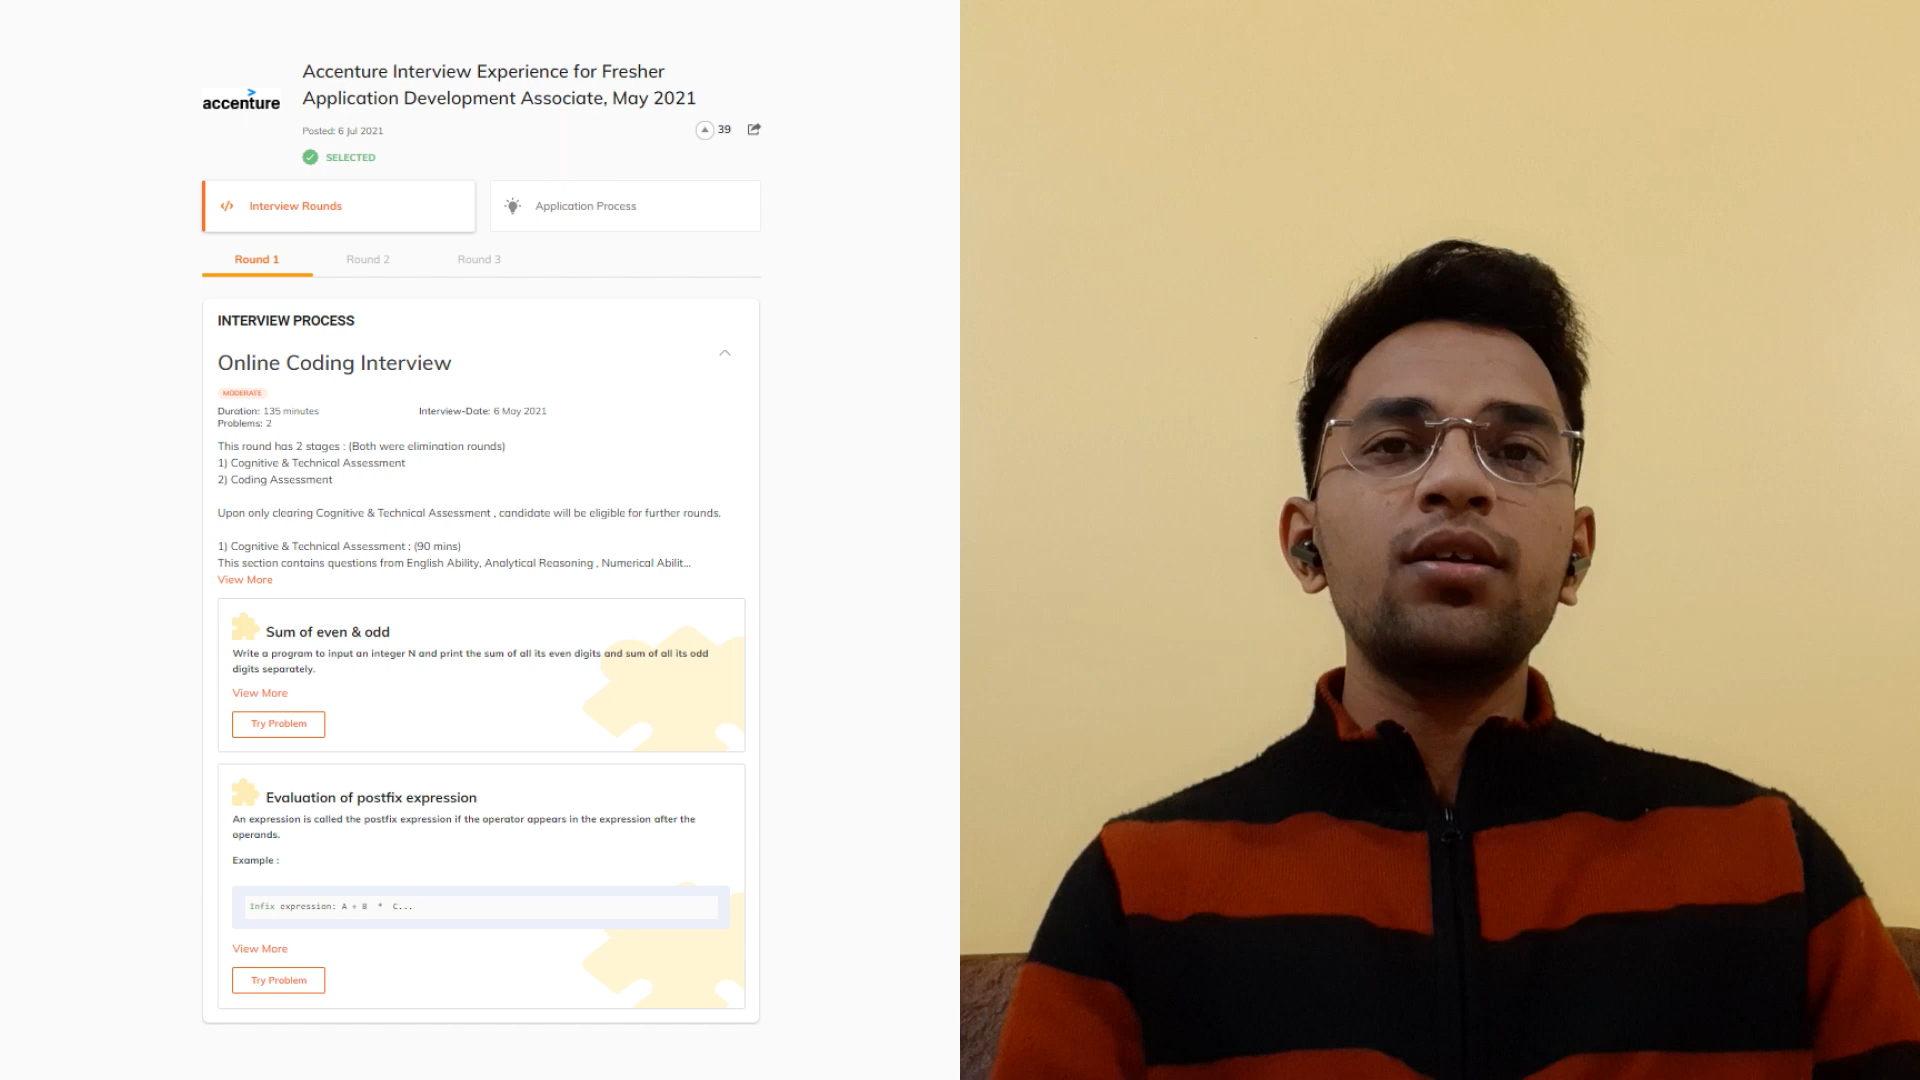 accenture
Accenture Interview Experience for Fresher
Application Development Associate, May 2021
Posted: 6 Jul 2021
39
SELECTED
Interview Rounds
Application Process
Round 1
Round 2
Round 3
INTERVIEW PROCESS
Online Coding Interview
MODERATE
Duration: 135 minutes
Interview-Date: 6 May 2021
Problems: 2
This round has 2 stages : (Both were elimination rounds)
1) Cognitive & Technical Assessment
2) Coding Assessment
Upon only clearing Cognitive & Technical Assessment , candidate will be eligible for further rounds.
1) Cognitive & Technical Assessment : (90 mins)
This section contains questions from English Ability, Analytical Reasoning , Numerical Abilit...
View More
Sum of even & odd
Write a program to input an integer N and print the sum of all its even digits and sum of all its odd
digits separately.
View More
Try Problem
Evaluation of postfix expression
An expression is called the postfix expression if the operator appears in the expression after the
operands.
Example :
Infix expression: A + B * C...
View More
Try Problem